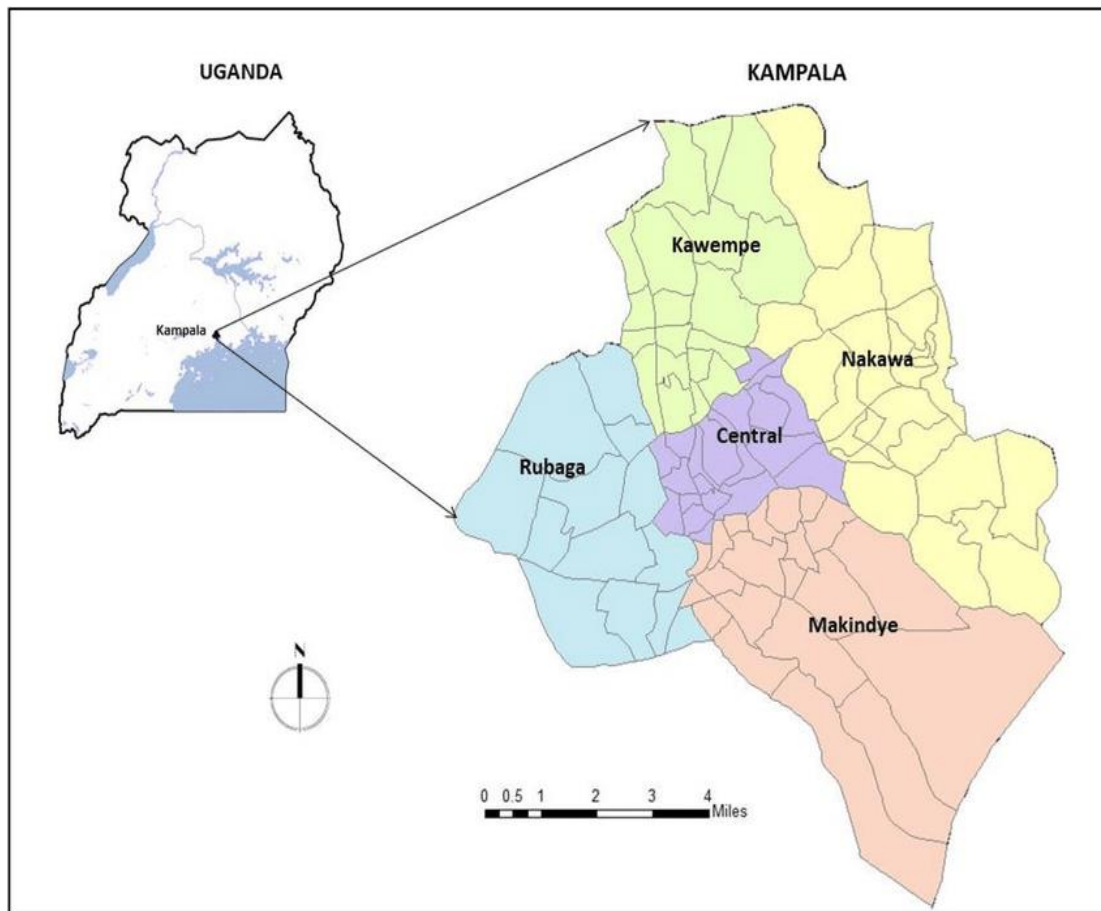 UGANDA
KAMPALA
Kampala
Kawempe
Nakawa
Central
Rubaga
Makindye
N
0 0.5 1 2 3 4
Miles